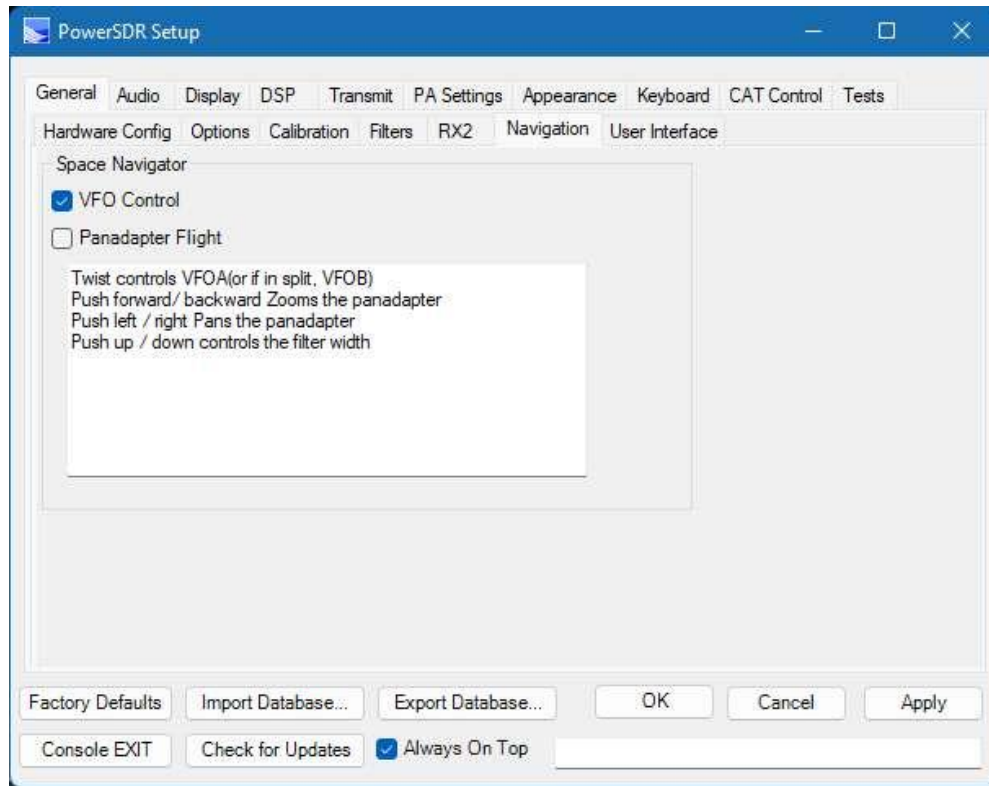 PowerSDR Setup
General Audio Display DSP Transmit PA Settings Appearance Keyboard CAT Control Tests
Hardware Config Options Calibration Filters RX2 Navigation User Interface
Space Navigator
VFO Control
Panadapter Flight
Twist controls VFOA(or if in split, VFOB)
Push forward/ backward Zooms the panadapter
Push left / right Pans the panadapter
Push up / down controls the filter width
Factory Defaults Import Database... Export Database... OK Cancel Apply
Console EXIT Check for Updates Always On Top